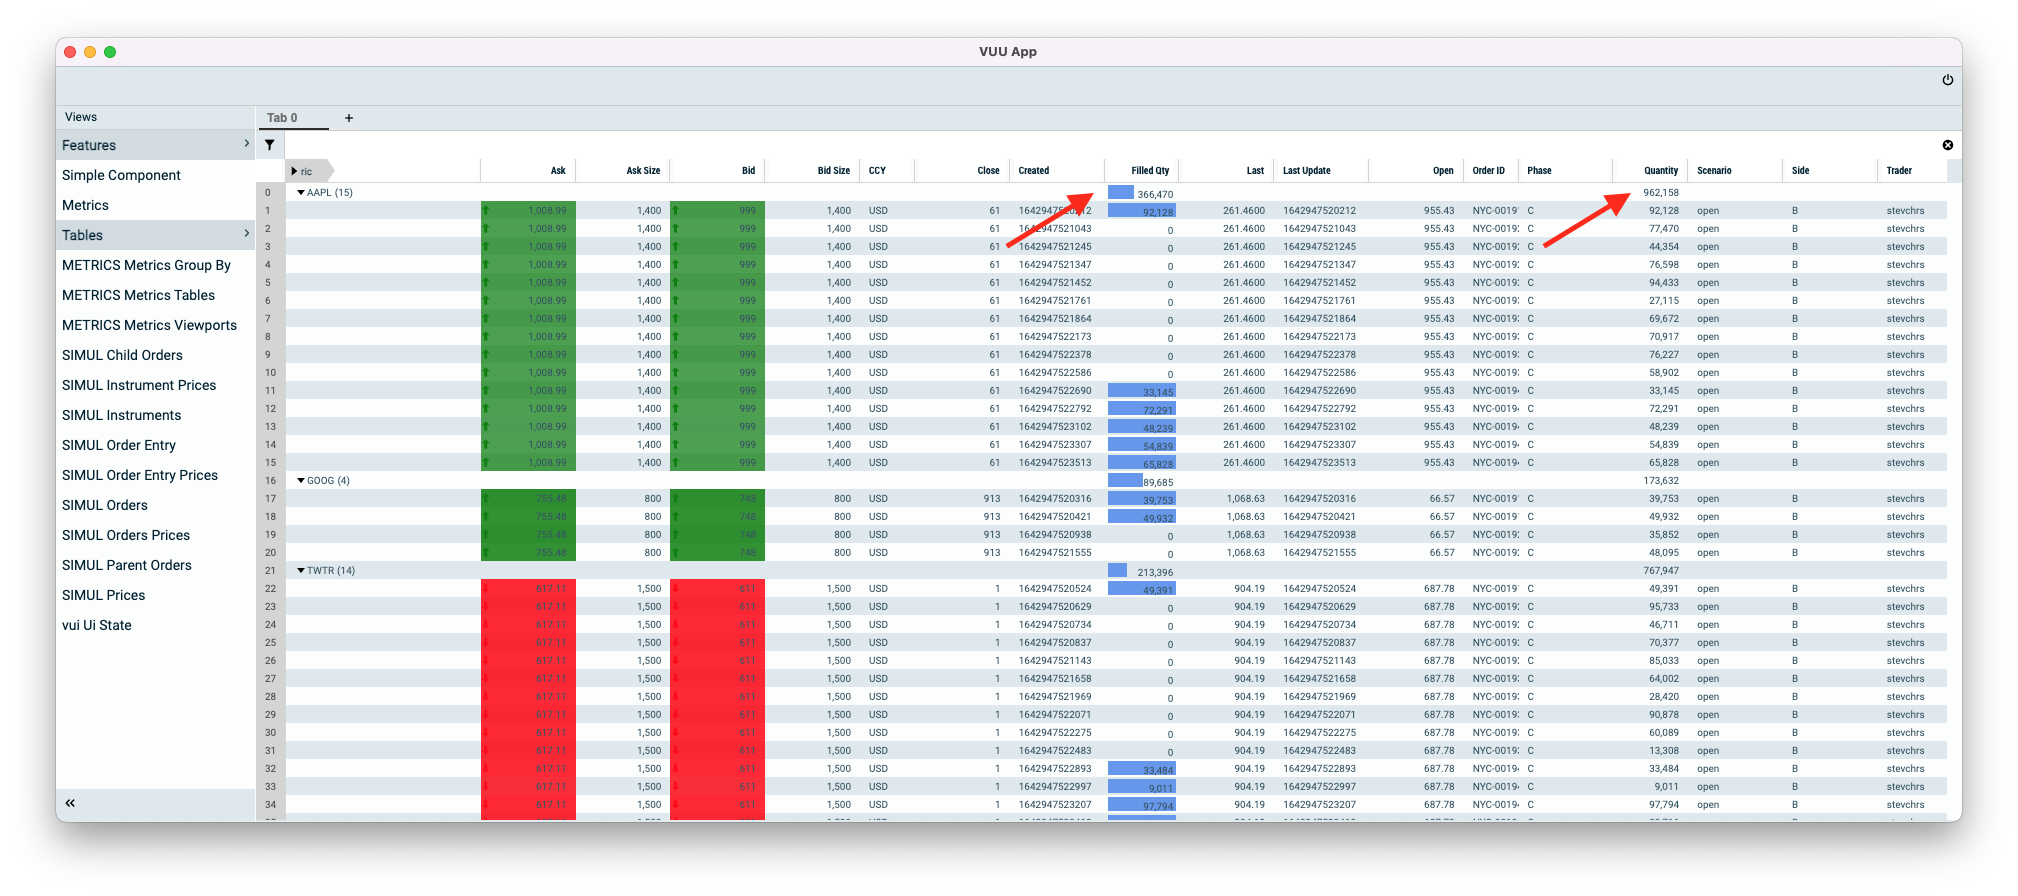 VUU App
Views
Features
Simple Component
Metrics
Tables
METRICS Metrics Group By
METRICS Metrics Tables
METRICS Metrics Viewports
SIMUL Child Orders
SIMUL Instrument Prices
SIMUL Instruments
SIMUL Order Entry
SIMUL Order Entry Prices
SIMUL Orders
SIMUL Orders Prices
SIMUL Parent Orders
SIMUL Prices
vui Ui State
«
Tab 0 +
ric Ask Ask Size Bid Bid Size CCY Close Created Filled Qty Last Last Update Open Order ID Phase Quantity Scenario Side Trader
0 AAPL (15) 366,470 962,158
1 1,008.99 1,400 999 1,400 USD 61 1642947520212 92,128 261.4600 1642947520212 955.43 NYC-0019 C 92,128 open B stevchrs
2 1,008.99 1,400 999 1,400 USD 61 1642947521043 0 261.4600 1642947521043 955.43 NYC-0019 C 77,470 open B stevchrs
3 1,008.99 1,400 999 1,400 USD 61 1642947521245 0 261.4600 1642947521245 955.43 NYC-0019 C 44,354 open B stevchrs
4 1,008.99 1,400 999 1,400 USD 61 1642947521347 0 261.4600 1642947521347 955.43 NYC-0019 C 76,598 open B stevchrs
5 1,008.99 1,400 999 1,400 USD 61 1642947521452 0 261.4600 1642947521452 955.43 NYC-0019 C 94,433 open B stevchrs
6 1,008.99 1,400 999 1,400 USD 61 1642947521761 0 261.4600 1642947521761 955.43 NYC-0019 C 27,115 open B stevchrs
7 1,008.99 1,400 999 1,400 USD 61 1642947521864 0 261.4600 1642947521864 955.43 NYC-0019 C 69,672 open B stevchrs
8 1,008.99 1,400 999 1,400 USD 61 1642947522173 0 261.4600 1642947522173 955.43 NYC-0019 C 70,917 open B stevchrs
9 1,008.99 1,400 999 1,400 USD 61 1642947522378 0 261.4600 1642947522378 955.43 NYC-0019 C 76,227 open B stevchrs
10 1,008.99 1,400 999 1,400 USD 61 1642947522586 0 261.4600 1642947522586 955.43 NYC-0019 C 58,902 open B stevchrs
11 1,008.99 1,400 999 1,400 USD 61 1642947522690 33,145 261.4600 1642947522690 955.43 NYC-0019 C 33,145 open B stevchrs
12 1,008.99 1,400 999 1,400 USD 61 1642947522792 72,291 261.4600 1642947522792 955.43 NYC-0019 C 72,291 open B stevchrs
13 1,008.99 1,400 999 1,400 USD 61 1642947523102 48,239 261.4600 1642947523102 955.43 NYC-0019 C 48,239 open B stevchrs
14 1,008.99 1,400 999 1,400 USD 61 1642947523307 54,839 261.4600 1642947523307 955.43 NYC-0019 C 54,839 open B stevchrs
15 1,008.99 1,400 999 1,400 USD 61 1642947523513 65,828 261.4600 1642947523513 955.43 NYC-0019 C 65,828 open B stevchrs
16 GOOG (4) 89,685 173,632
17 755.48 800 748 800 USD 913 1642947520316 39,753 1,068.63 1642947520316 66.57 NYC-0019 C 39,753 open B stevchrs
18 755.48 800 748 800 USD 913 1642947520421 49,932 1,068.63 1642947520421 66.57 NYC-0019 C 49,932 open B stevchrs
19 755.48 800 748 800 USD 913 1642947520938 0 1,068.63 1642947520938 66.57 NYC-0019 C 35,852 open B stevchrs
20 755.48 800 748 800 USD 913 1642947521555 0 1,068.63 1642947521555 66.57 NYC-0019 C 48,095 open B stevchrs
21 TWTR (14) 213,396 767,947
22 617.11 1,500 611 1,500 USD 1 1642947520524 49,391 904.19 1642947520524 687.78 NYC-0019 C 49,391 open B stevchrs
23 617.11 1,500 611 1,500 USD 1 1642947520629 0 904.19 1642947520629 687.78 NYC-0019 C 95,733 open B stevchrs
24 617.11 1,500 611 1,500 USD 1 1642947520734 0 904.19 1642947520734 687.78 NYC-0019 C 46,711 open B stevchrs
25 617.11 1,500 611 1,500 USD 1 1642947520837 0 904.19 1642947520837 687.78 NYC-0019 C 70,377 open B stevchrs
26 617.11 1,500 611 1,500 USD 1 1642947521143 0 904.19 1642947521143 687.78 NYC-0019 C 85,033 open B stevchrs
27 617.11 1,500 611 1,500 USD 1 1642947521658 0 904.19 1642947521658 687.78 NYC-0019 C 64,002 open B stevchrs
28 617.11 1,500 611 1,500 USD 1 1642947521969 0 904.19 1642947521969 687.78 NYC-0019 C 28,420 open B stevchrs
29 617.11 1,500 611 1,500 USD 1 1642947522071 0 904.19 1642947522071 687.78 NYC-0019 C 90,878 open B stevchrs
30 617.11 1,500 611 1,500 USD 1 1642947522275 0 904.19 1642947522275 687.78 NYC-0019 C 60,089 open B stevchrs
31 617.11 1,500 611 1,500 USD 1 1642947522483 0 904.19 1642947522483 687.78 NYC-0019 C 13,308 open B stevchrs
32 617.11 1,500 611 1,500 USD 1 1642947522893 33,484 904.19 1642947522893 687.78 NYC-0019 C 33,484 open B stevchrs
33 617.11 1,500 611 1,500 USD 1 1642947522997 9,011 904.19 1642947522997 687.78 NYC-0019 C 9,011 open B stevchrs
34 617.11 1,500 611 1,500 USD 1 1642947523207 97,794 904.19 1642947523207 687.78 NYC-0019 C 97,794 open B stevchrs